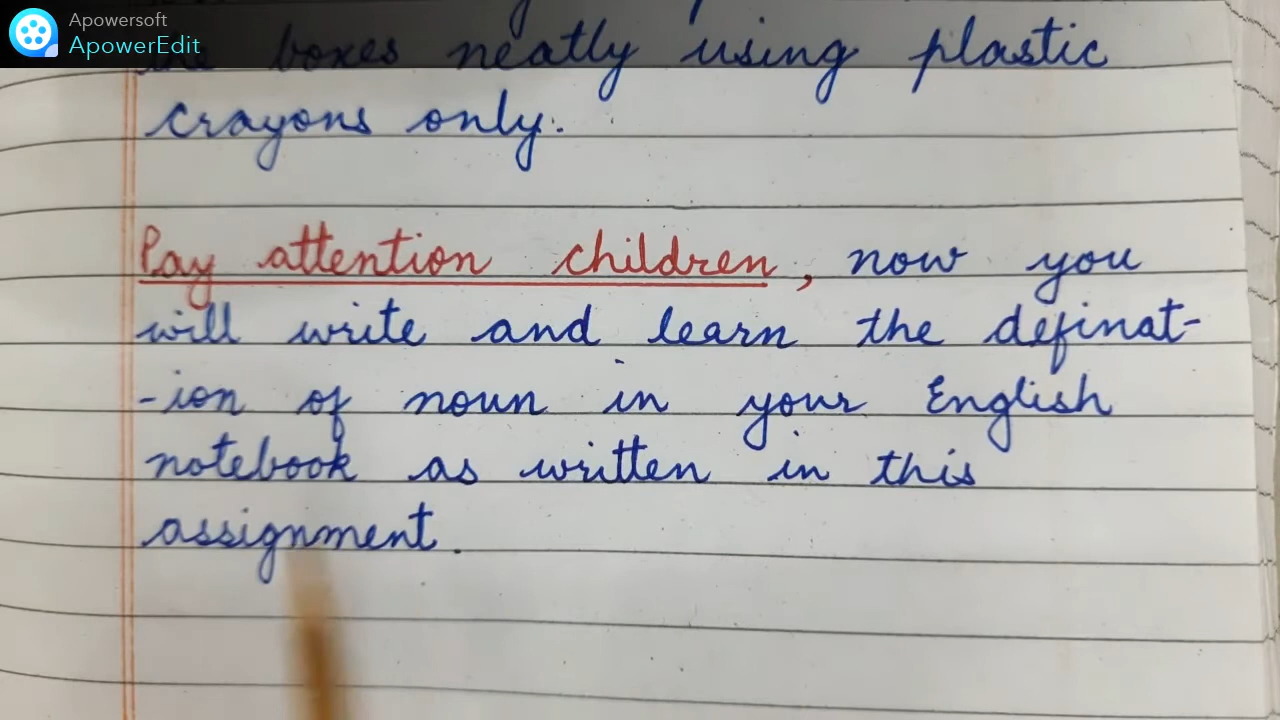 Apowersoft
ApowerEdit
the boxes neatly using plastic
crayons only.
Pay attention children, now you
will write and learn the definat-
-ion of noun in your English
notebook as written in this
assignment.